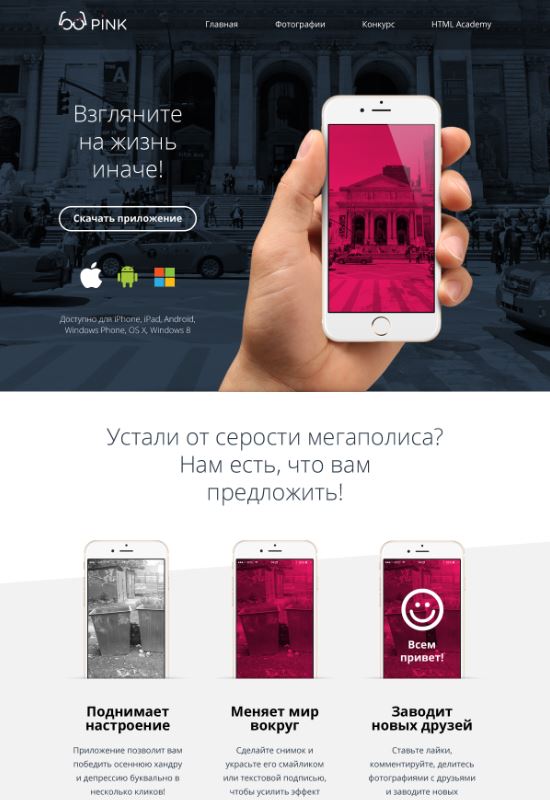 PINK
Главная Фотографии Конкурс HTML Academy
Взгляните
на жизнь
иначе!
Скачать приложение
Доступно для iPhone, iPad, Android,
Windows Phone, OS X, Windows 8
Устали от серости мегаполиса?
Нам есть, что вам
предложить!
Всем
привет!
Поднимает
настроение
Меняет мир
вокруг
Заводит
новых друзей
Приложение позволит вам
победить осеннюю хандру
и депрессию буквально в
несколько кликов!
Сделайте снимок и
украсьте его смайликом
или текстовой подписью,
чтобы усилить эффект
Ставьте лайки,
комментируйте, делитесь
фотографиями с друзьями
и заводите новых